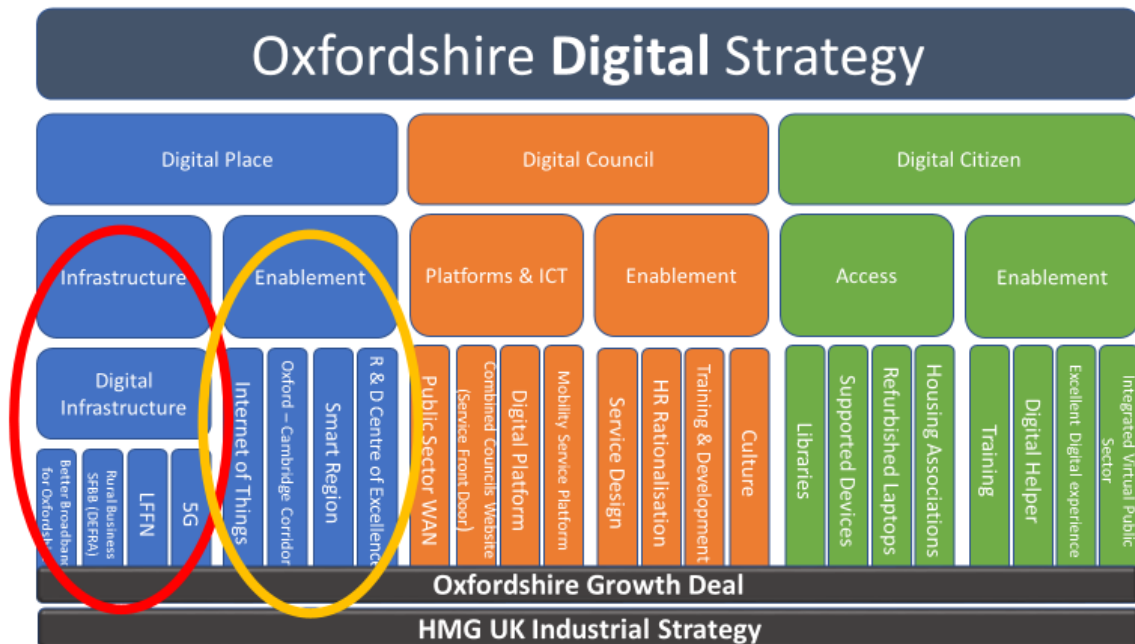 Oxfordshire Digital Strategy
Digital Place
Digital Council
Digital Citizen
Infrastructure
Enablement
Platforms & ICT
Enablement
Access
Enablement
Digital
Infrastructure
Better Broadband
for Oxfordshire
Rural Business
SFBB (DEFRA)
LFFN
5G
Internet of Things
Oxford – Cambridge Corridor
Smart Region
R & D Centre of Excellence
Public Sector WAN
Combined Councils Website
(Service Front Door)
Digital Platform
Mobility Service Platform
Service Design
HR Rationalisation
Training & Development
Culture
Libraries
Supported Devices
Refurbished Laptops
Housing Associations
Training
Digital Helper
Excellent Digital experience
Integrated Virtual Public
Sector
Oxfordshire Growth Deal
HMG UK Industrial Strategy